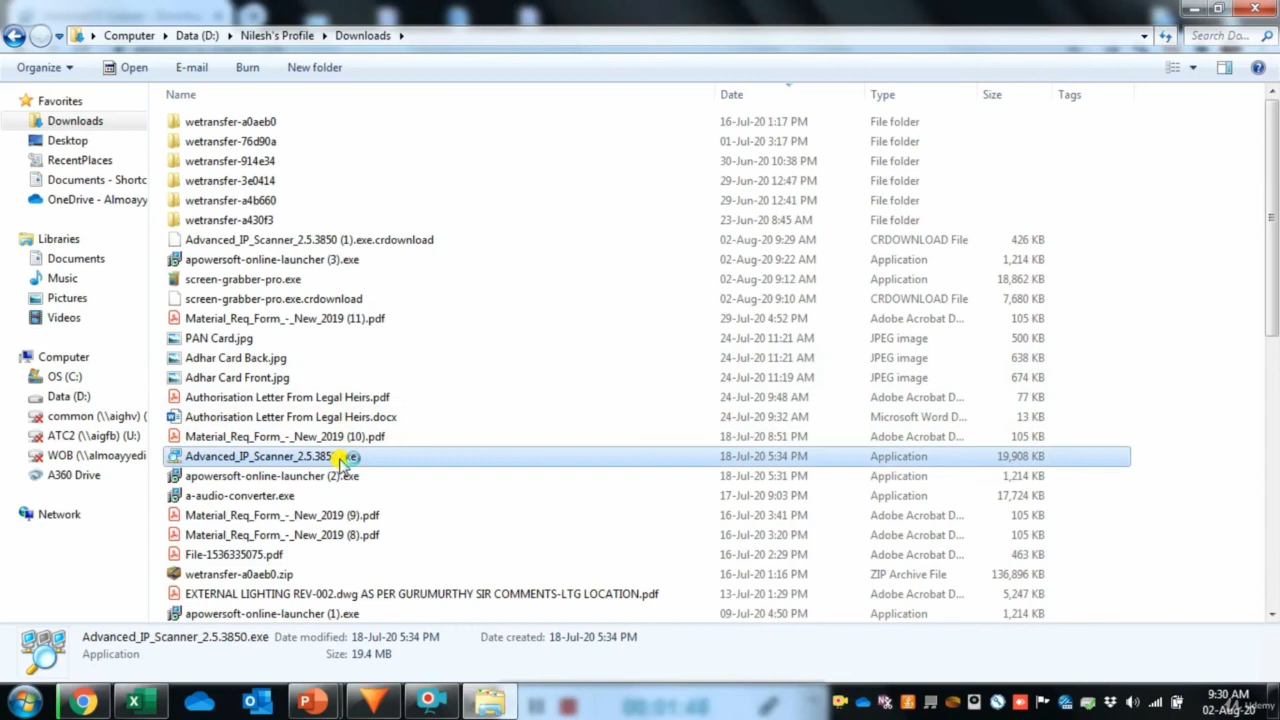 Computer Data (D:) Nilesh's Profile Downloads Search Do...
Organize Open E-mail Burn New folder
Favorites
Downloads
Desktop
RecentPlaces
Documents - Shortc
OneDrive - Almoayy
Libraries
Documents
Music
Pictures
Videos
Computer
OS (C:)
Data (D:)
common (\\aighv) (
ATC2 (\\aigfb) (U:)
WOB (\\almoayyedi
A360 Drive
Network
Name Date Type Size Tags
wetransfer-a0aeb0 16-Jul-20 1:17 PM File folder
wetransfer-76d90a 01-Jul-20 3:17 PM File folder
wetransfer-914e34 30-Jun-20 10:38 PM File folder
wetransfer-3e0414 29-Jun-20 12:47 PM File folder
wetransfer-a4b660 29-Jun-20 12:41 PM File folder
wetransfer-a430f3 23-Jun-20 8:45 AM File folder
Advanced_IP_Scanner_2.5.3850 (1).exe.crdownload 02-Aug-20 9:29 AM CRDOWNLOAD File 426 KB
apowersoft-online-launcher (3).exe 02-Aug-20 9:22 AM Application 1,214 KB
screen-grabber-pro.exe 02-Aug-20 9:12 AM Application 18,862 KB
screen-grabber-pro.exe.crdownload 02-Aug-20 9:10 AM CRDOWNLOAD File 7,680 KB
Material_Req_Form_-_New_2019 (11).pdf 29-Jul-20 4:52 PM Adobe Acrobat D... 105 KB
PAN Card.jpg 24-Jul-20 11:21 AM JPEG image 500 KB
Adhar Card Back.jpg 24-Jul-20 11:21 AM JPEG image 638 KB
Adhar Card Front.jpg 24-Jul-20 11:19 AM JPEG image 674 KB
Authorisation Letter From Legal Heirs.pdf 24-Jul-20 9:48 AM Adobe Acrobat D... 77 KB
Authorisation Letter From Legal Heirs.docx 24-Jul-20 9:32 AM Microsoft Word D... 13 KB
Material_Req_Form_-_New_2019 (10).pdf 18-Jul-20 8:51 PM Adobe Acrobat D... 105 KB
Advanced_IP_Scanner_2.5.385 18-Jul-20 5:34 PM Application 19,908 KB
apowersoft-online-launcher (2).exe 18-Jul-20 5:31 PM Application 1,214 KB
a-audio-converter.exe 17-Jul-20 9:03 PM Application 17,724 KB
Material_Req_Form_-_New_2019 (9).pdf 16-Jul-20 3:41 PM Adobe Acrobat D... 105 KB
Material_Req_Form_-_New_2019 (8).pdf 16-Jul-20 3:20 PM Adobe Acrobat D... 105 KB
File-1536335075.pdf 16-Jul-20 2:29 PM Adobe Acrobat D... 463 KB
wetransfer-a0aeb0.zip 16-Jul-20 1:16 PM ZIP Archive File 136,896 KB
EXTERNAL LIGHTING REV-002.dwg AS PER GURUMURTHY SIR COMMENTS-LTG LOCATION.pdf 13-Jul-20 1:29 PM Adobe Acrobat D... 5,247 KB
apowersoft-online-launcher (1).exe 09-Jul-20 4:50 PM Application 1,214 KB
Advanced_IP_Scanner_2.5.3850.exe Date modified: 18-Jul-20 5:34 PM Date created: 18-Jul-20 5:34 PM
Application Size: 19.4 MB
00:01:48
9:30 AM
02-Aug-20
Udemy